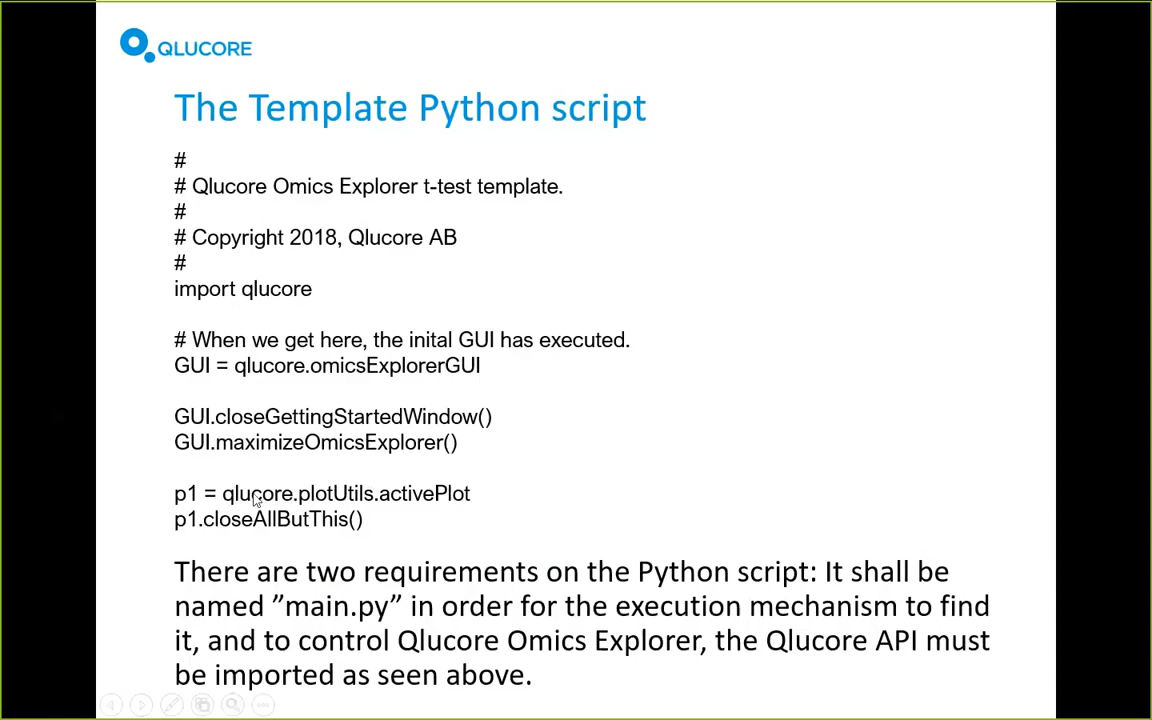 QLUCORE
The Template Python script
#
# Qlucore Omics Explorer t-test template.
#
# Copyright 2018, Qlucore AB
#
import qlucore
# When we get here, the inital GUI has executed.
GUI = qlucore.omicsExplorerGUI
GUI.closeGettingStartedWindow()
GUI.maximizeOmicsExplorer()
p1 = qlucore.plotUtils.activePlot
p1.closeAllButThis()
There are two requirements on the Python script: It shall be
named ”main.py” in order for the execution mechanism to find
it, and to control Qlucore Omics Explorer, the Qlucore API must
be imported as seen above.